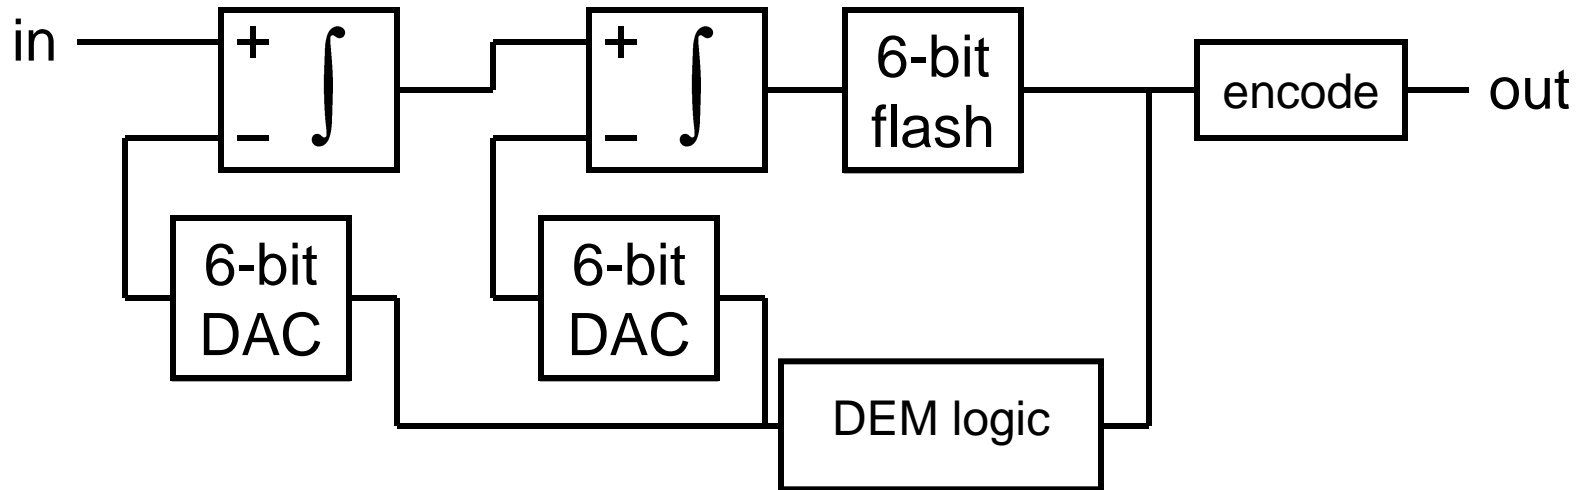 in
+
∫
−
+
∫
−
6-bit
flash
encode
out
6-bit
DAC
6-bit
DAC
DEM logic